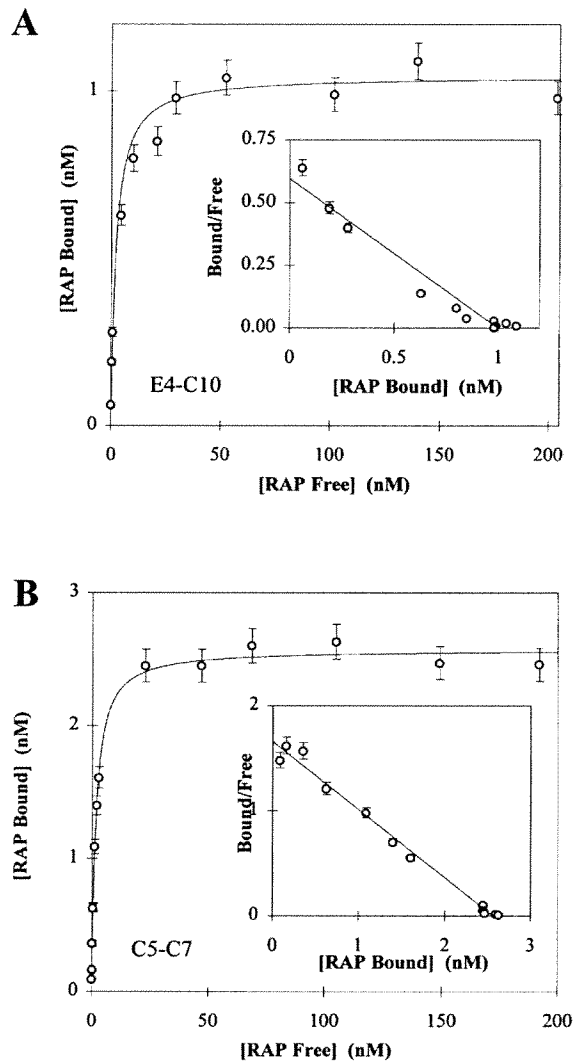 A
[RAP Bound] (nM)
1
0
0
50
100
150
200
[RAP Free] (nM)
E4-C10
Bound/Free
0.75
0.50
0.25
0.00
0
0.5
1
[RAP Bound] (nM)
B
[RAP Bound] (nM)
3
2
1
0
0
50
100
150
200
[RAP Free] (nM)
C5-C7
Bound/Free
2
1
0
0
1
2
3
[RAP Bound] (nM)